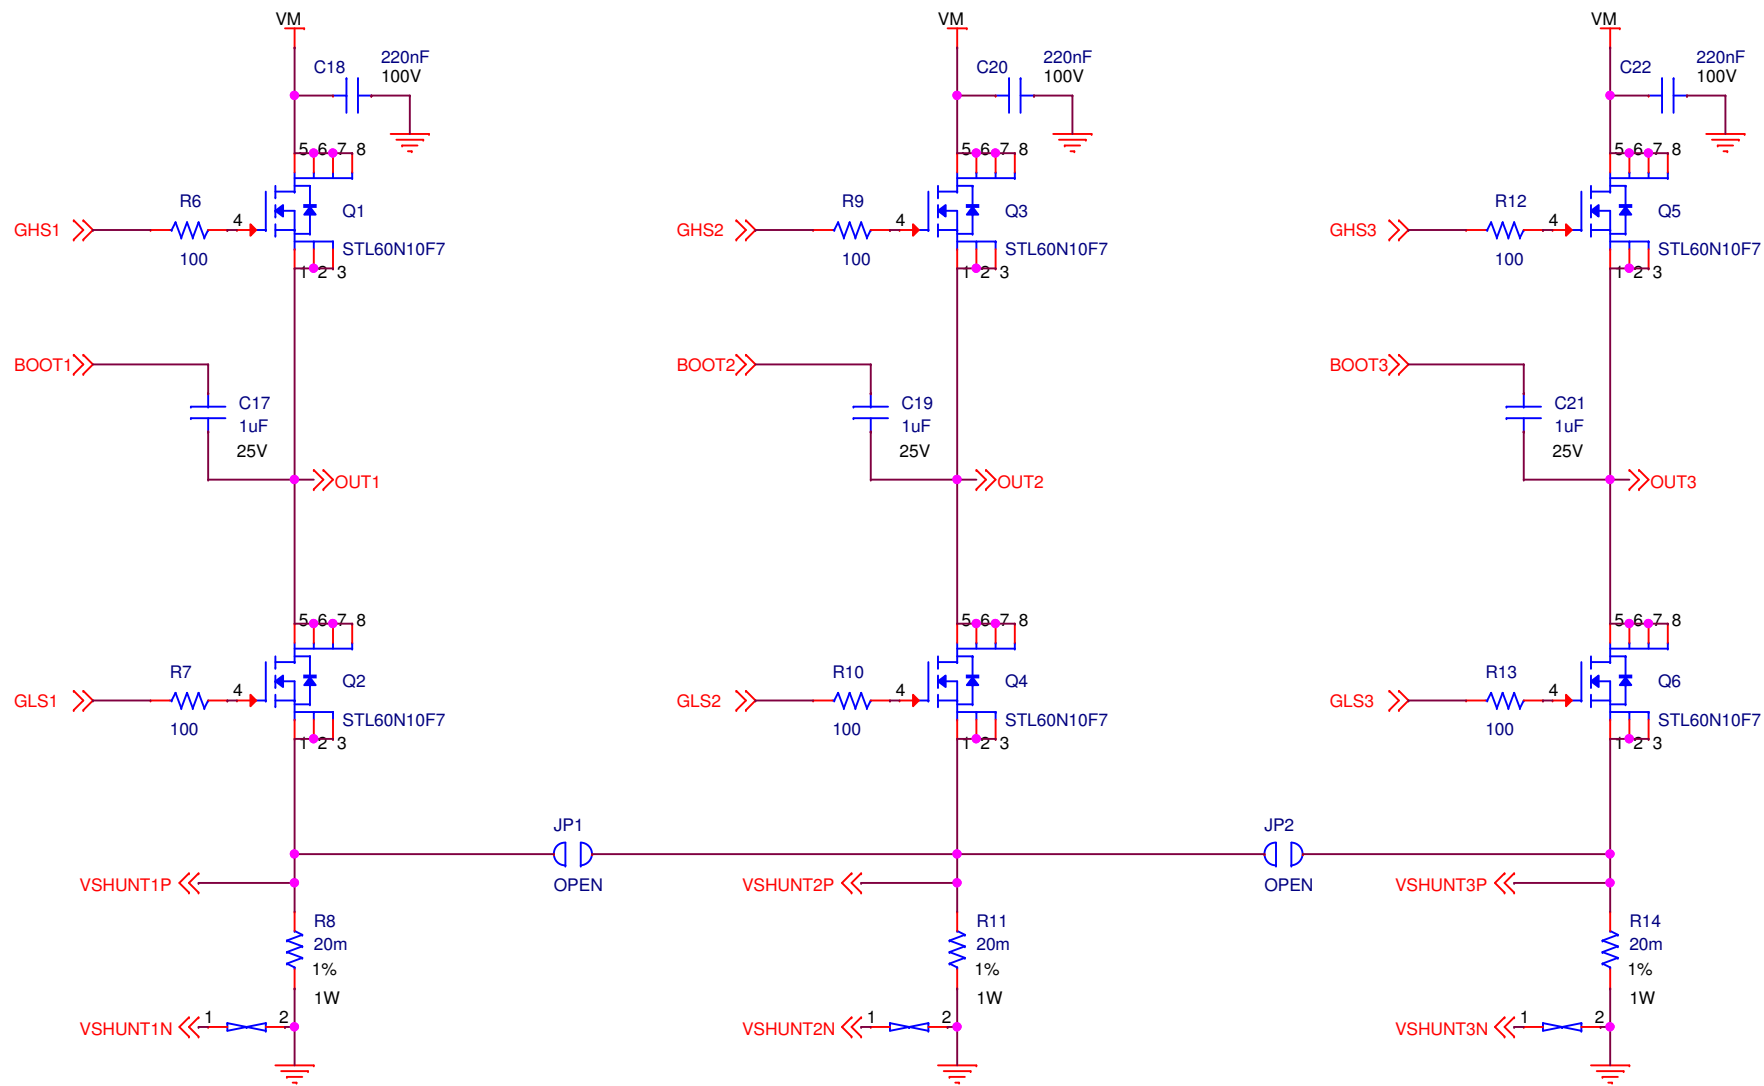 VM VM VM
C18 220nF C20 220nF C22 220nF
100V 100V 100V
5 6 7 8 5 6 7 8 5 6 7 8
R6 Q1 R9 Q3 R12 Q5
GHS1 4 GHS2 4 GHS3 4
100 STL60N10F7 100 STL60N10F7 100 STL60N10F7
1 2 3 1 2 3 1 2 3
BOOT1 BOOT2 BOOT3
C17 C19 C21
1uF 1uF 1uF
25V 25V 25V
OUT1 OUT2 OUT3
5 6 7 8 5 6 7 8 5 6 7 8
R7 Q2 R10 Q4 R13 Q6
GLS1 4 GLS2 4 GLS3 4
100 STL60N10F7 100 STL60N10F7 100 STL60N10F7
1 2 3 1 2 3 1 2 3
JP1 JP2
OPEN OPEN
VSHUNT1P VSHUNT2P VSHUNT3P
R8 R11 R14
20m 20m 20m
1% 1% 1%
1W 1W 1W
VSHUNT1N 1 2 VSHUNT2N 1 2 VSHUNT3N 1 2